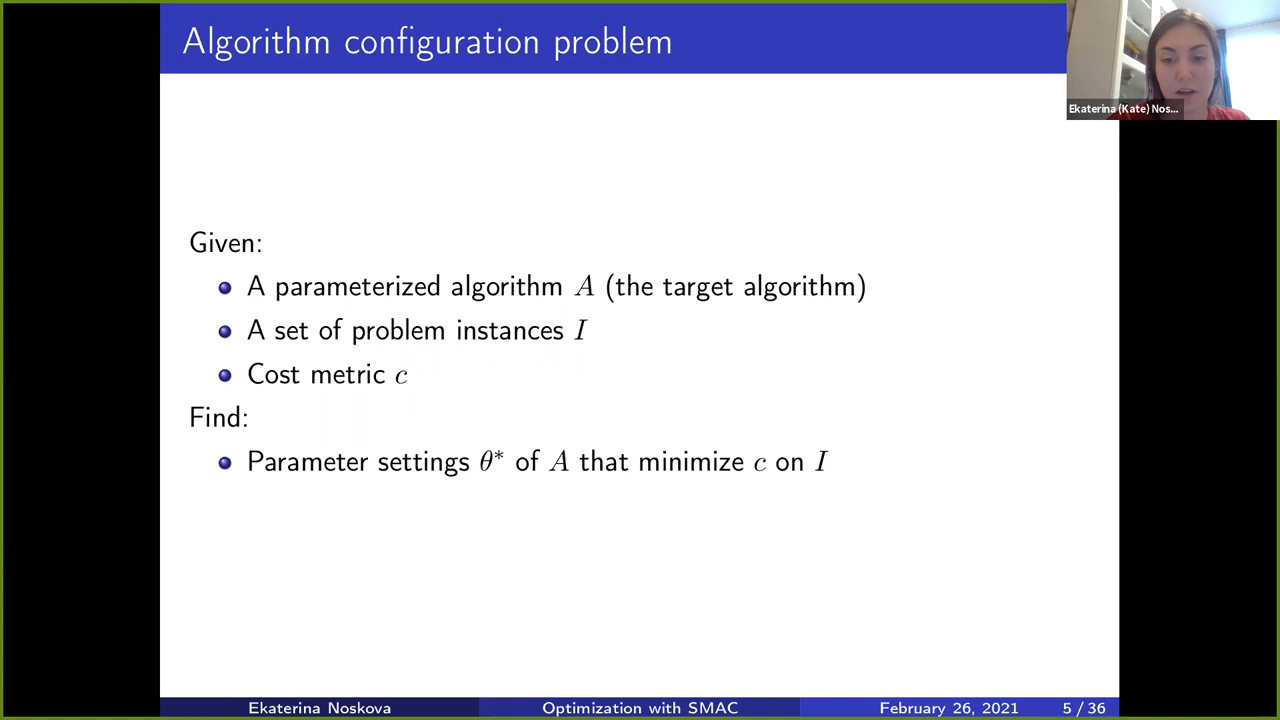 Algorithm configuration problem
Ekaterina (Kate) Nos...
Given:
A parameterized algorithm A (the target algorithm)
A set of problem instances I
Cost metric c
Find:
Parameter settings θ* of A that minimize c on I
Ekaterina Noskova Optimization with SMAC February 26, 2021 5 / 36